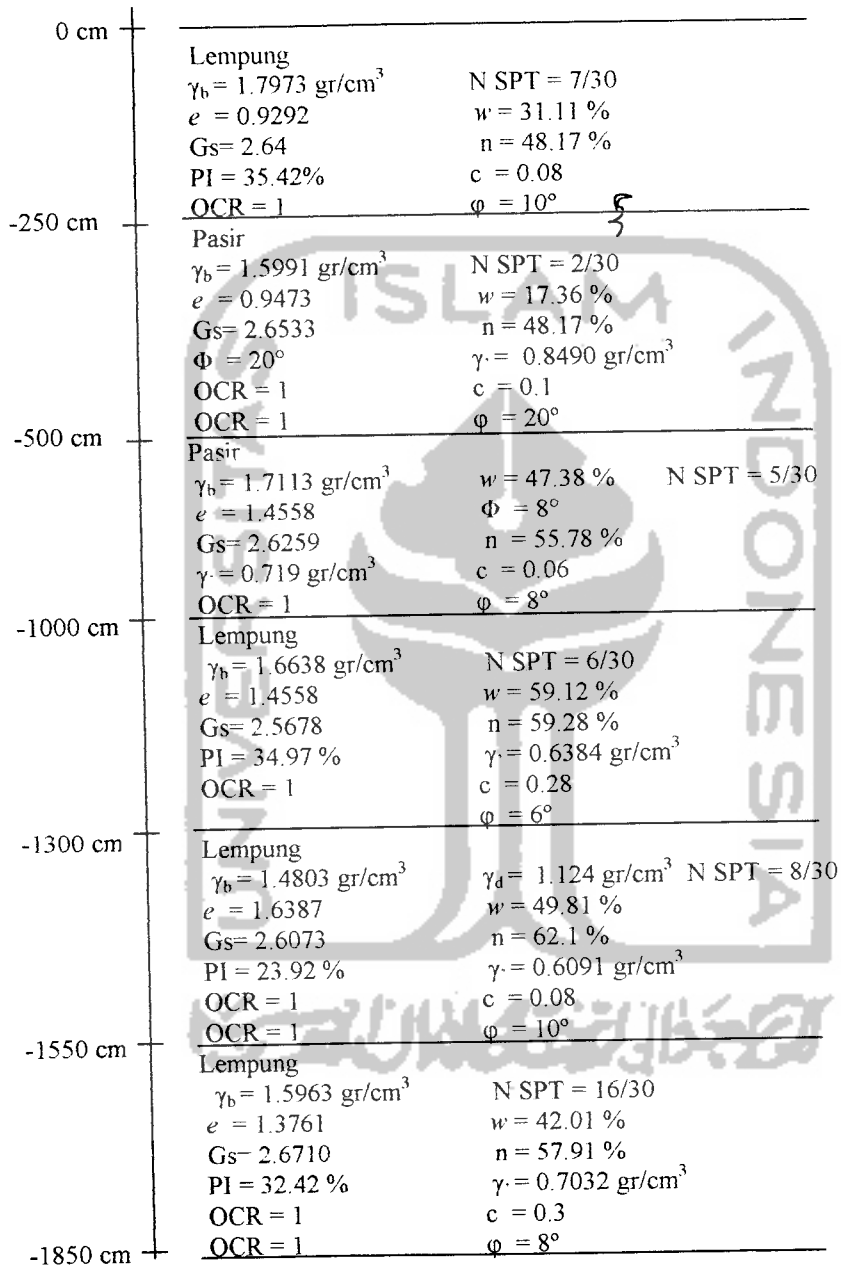 0 cm
Lempung
γb = 1.7973 gr/cm³ N SPT = 7/30
e = 0.9292 w = 31.11 %
Gs= 2.64 n = 48.17 %
PI = 35.42% c = 0.08
OCR = 1 φ = 10°
-250 cm
Pasir
γb = 1.5991 gr/cm³ N SPT = 2/30
e = 0.9473 w = 17.36 %
Gs= 2.6533 n = 48.17 %
Φ = 20° γ· = 0.8490 gr/cm³
OCR = 1 c = 0.1
OCR = 1 φ = 20°
-500 cm
Pasir
γb = 1.7113 gr/cm³ w = 47.38 % N SPT = 5/30
e = 1.4558 Φ = 8°
Gs= 2.6259 n = 55.78 %
γ· = 0.719 gr/cm³ c = 0.06
OCR = 1 φ = 8°
-1000 cm
Lempung
γb = 1.6638 gr/cm³ N SPT = 6/30
e = 1.4558 w = 59.12 %
Gs= 2.5678 n = 59.28 %
PI = 34.97 % γ· = 0.6384 gr/cm³
OCR = 1 c = 0.28
φ = 6°
-1300 cm
Lempung
γb = 1.4803 gr/cm³ γd = 1.124 gr/cm³ N SPT = 8/30
e = 1.6387 w = 49.81 %
Gs= 2.6073 n = 62.1 %
PI = 23.92 % γ· = 0.6091 gr/cm³
OCR = 1 c = 0.08
OCR = 1 φ = 10°
-1550 cm
Lempung
γb = 1.5963 gr/cm³ N SPT = 16/30
e = 1.3761 w = 42.01 %
Gs= 2.6710 n = 57.91 %
PI = 32.42 % γ· = 0.7032 gr/cm³
OCR = 1 c = 0.3
OCR = 1 φ = 8°
-1850 cm
ISLAM
UNIVERSITAS
INDONESIA